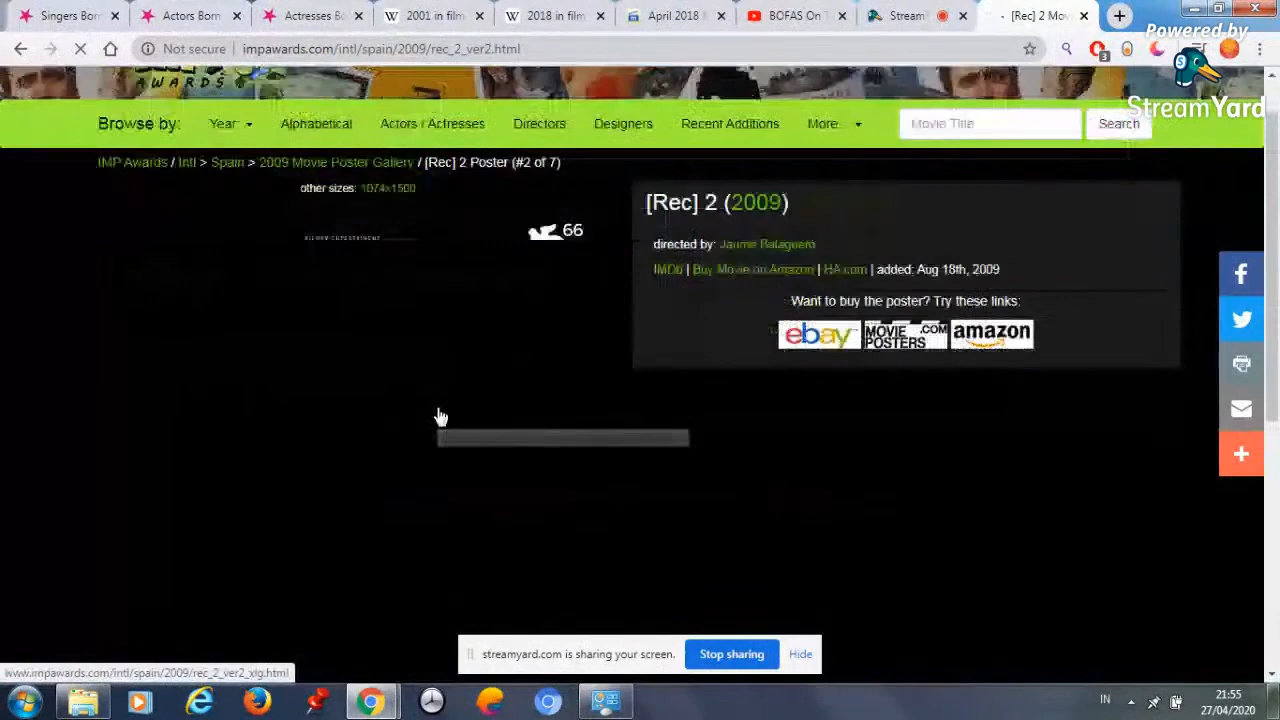 Singers Born
Actors Born
Actresses Bo
2001 in film
April 2018
BOFAS On
Stream
[Rec] 2 Mo
Powered by
StreamYard
Not secure
impawards.com/intl/spain/2009/rec_2_ver2.html
3
AWARDS
Browse by: Year Alphabetical Actors / Actresses Directors Designers Recent Additions More Movie Title Search
IMP Awards / Intl > Spain > 2009 Movie Poster Gallery / [Rec] 2 Poster (#2 of 7)
other sizes: 1074x1500
66
[Rec] 2 (2009)
directed by: Jaume Balaguero
IMDb | Buy Movie on Amazon | HA.com | added: Aug 18th, 2009
Want to buy the poster? Try these links:
ebay
MOVIE POSTERS .COM
amazon
streamyard.com is sharing your screen.
Stop sharing
Hide
www.impawards.com/intl/spain/2009/rec_2_ver2_xlg.html
IN
21:55
27/04/2020